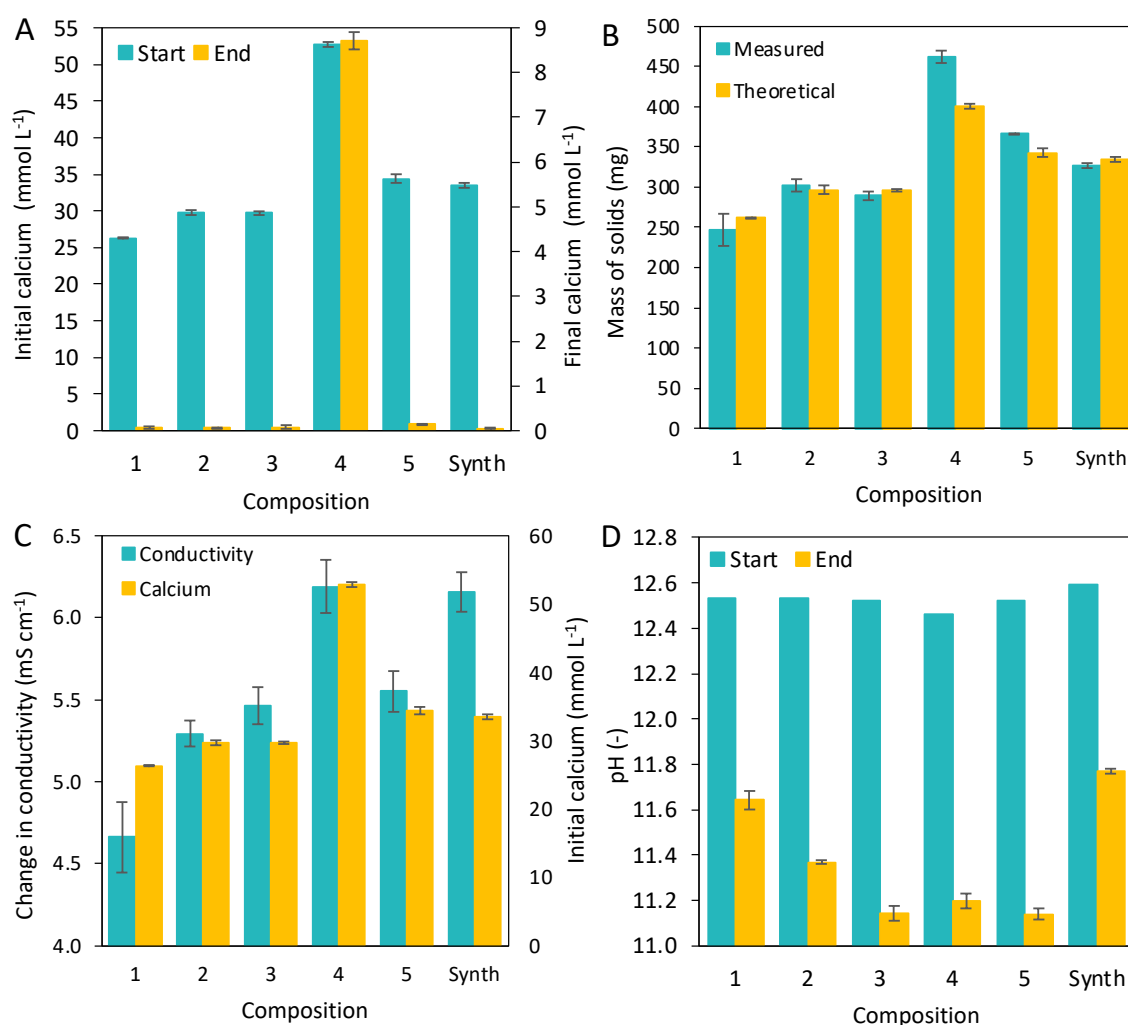 A
Start End
Initial calcium (mmol L-1)
55
50
45
40
35
30
25
20
15
10
5
0
9
8
7
6
5
4
3
2
1
0
Final calcium (mmol L-1)
1 2 3 4 5 Synth
Composition
B
Measured
Theoretical
Mass of solids (mg)
500
450
400
350
300
250
200
150
100
50
0
1 2 3 4 5 Synth
Composition
C
Conductivity
Calcium
Change in conductivity (mS cm-1)
6.5
6.0
5.5
5.0
4.5
4.0
60
50
40
30
20
10
0
Initial calcium (mmol L-1)
1 2 3 4 5 Synth
Composition
D
Start End
pH (-)
12.8
12.6
12.4
12.2
12.0
11.8
11.6
11.4
11.2
11.0
1 2 3 4 5 Synth
Composition